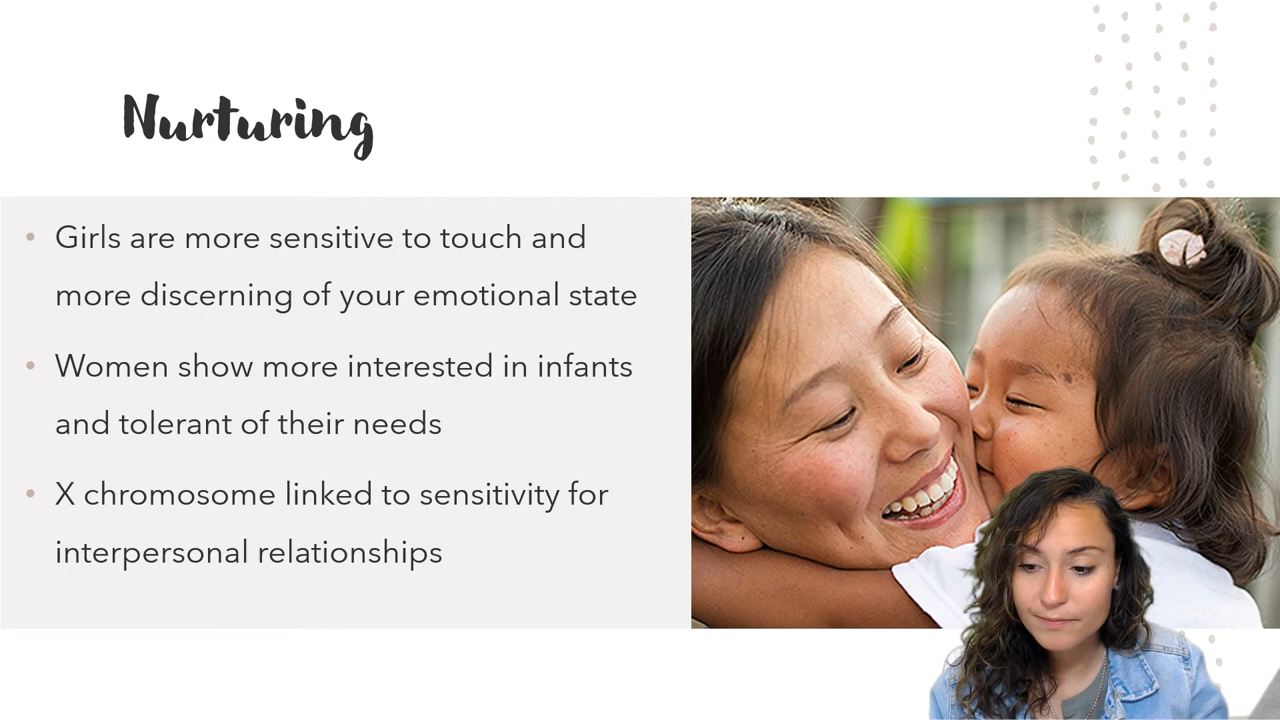 Nurturing
• Girls are more sensitive to touch and
more discerning of your emotional state
• Women show more interested in infants
and tolerant of their needs
• X chromosome linked to sensitivity for
interpersonal relationships